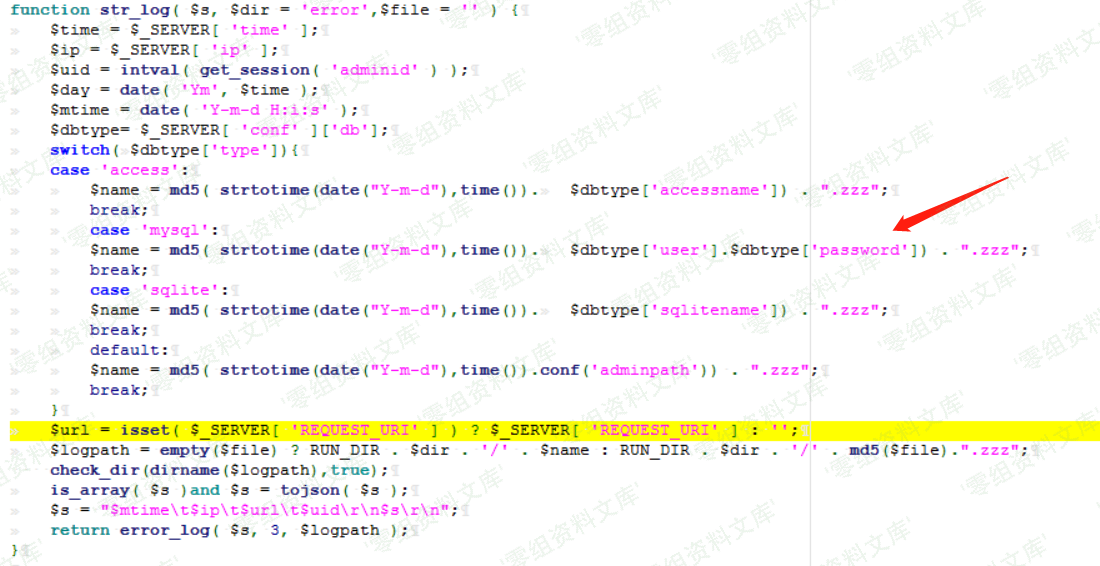 function str_log( $s, $dir = 'error',$file = '' ) {
$time = $_SERVER[ 'time' ];
$ip = $_SERVER[ 'ip' ];
$uid = intval( get_session( 'adminid' ) );
$day = date( 'Ym', $time );
$mtime = date( 'Y-m-d H:i:s' );
$dbtype= $_SERVER[ 'conf' ]['db'];
switch( $dbtype['type']){
case 'access':
$name = md5( strtotime(date("Y-m-d"),time()). $dbtype['accessname']) . ".zzz";
break;
case 'mysql':
$name = md5( strtotime(date("Y-m-d"),time()). $dbtype['user'].$dbtype['password']) . ".zzz";
break;
case 'sqlite':
$name = md5( strtotime(date("Y-m-d"),time()). $dbtype['sqlitename']) . ".zzz";
break;
default:
$name = md5( strtotime(date("Y-m-d"),time()).conf('adminpath')) . ".zzz";
break;
}
$url = isset( $_SERVER[ 'REQUEST_URI' ] ) ? $_SERVER[ 'REQUEST_URI' ] : '';
$logpath = empty($file) ? RUN_DIR . $dir . '/' . $name : RUN_DIR . $dir . '/' . md5($file).".zzz";
check_dir(dirname($logpath),true);
is_array( $s )and $s = tojson( $s );
$s = "$mtime\t$ip\t$url\t$uid\r\n$s\r\n";
return error_log( $s, 3, $logpath );
}
'零组资料文库'